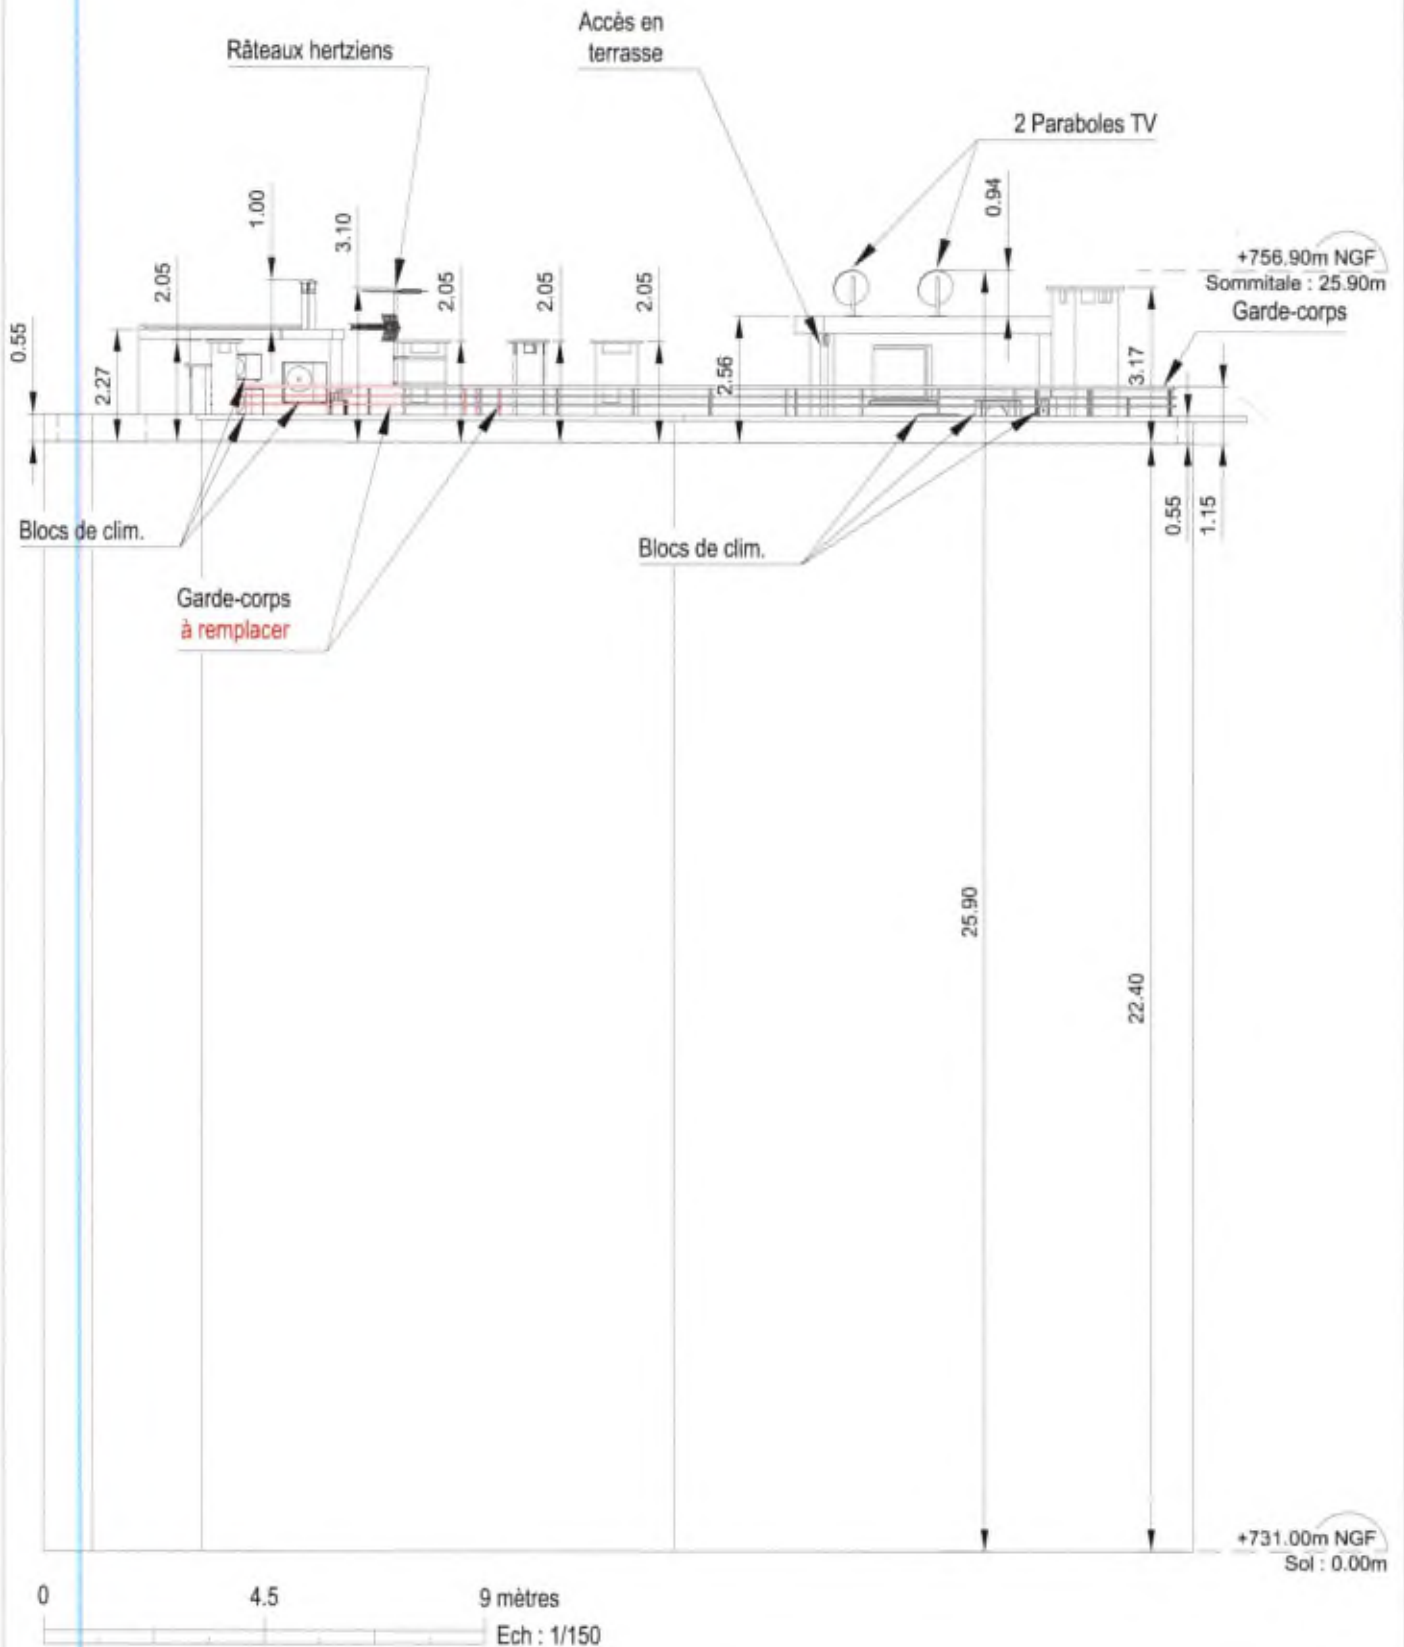 Accès en
terrasse
Râteaux hertziens
2 Paraboles TV
1.00
3.10
0.94
2.05
2.05
2.05
2.05
0.55
2.27
2.56
3.17
+756.90m NGF
Sommitale : 25.90m
Garde-corps
Blocs de clim.
Blocs de clim.
0.55
1.15
Garde-corps
à remplacer
25.90
22.40
+731.00m NGF
Sol : 0.00m
0 4.5 9 mètres
Ech : 1/150